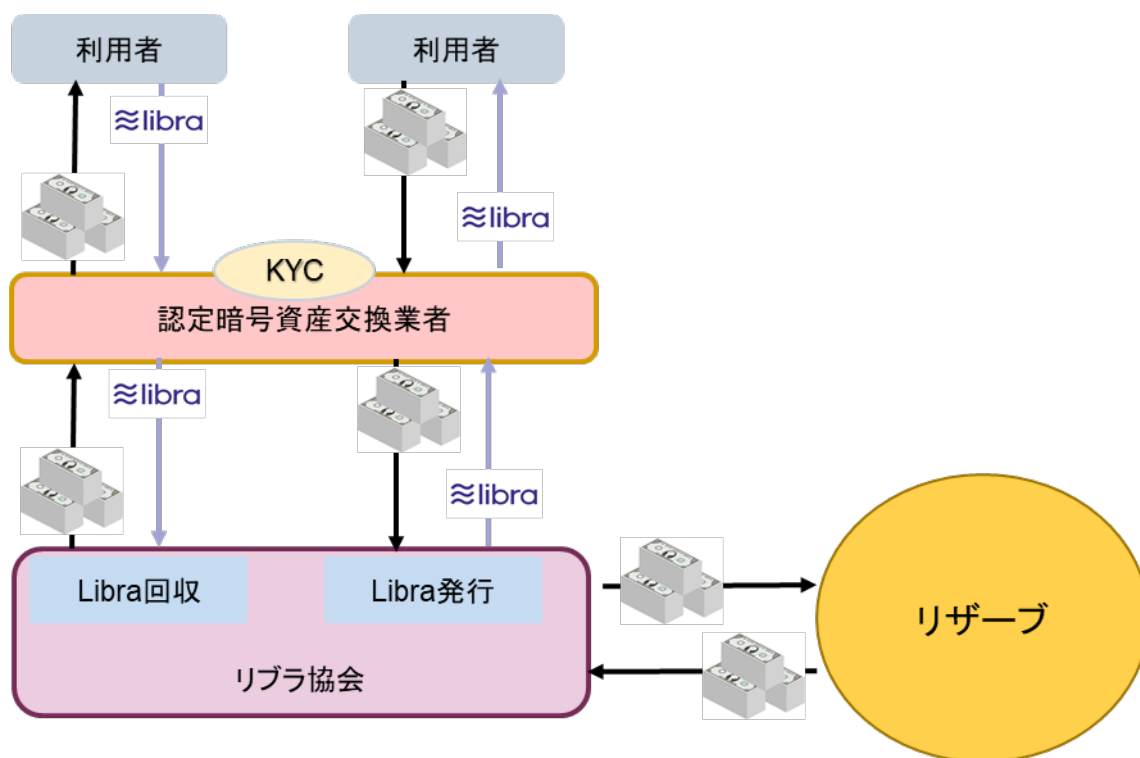 利用者
利用者
≋libra
≋libra
KYC
認定暗号資産交換業者
≋libra
≋libra
Libra回収
Libra発行
リブラ協会
リザーブ